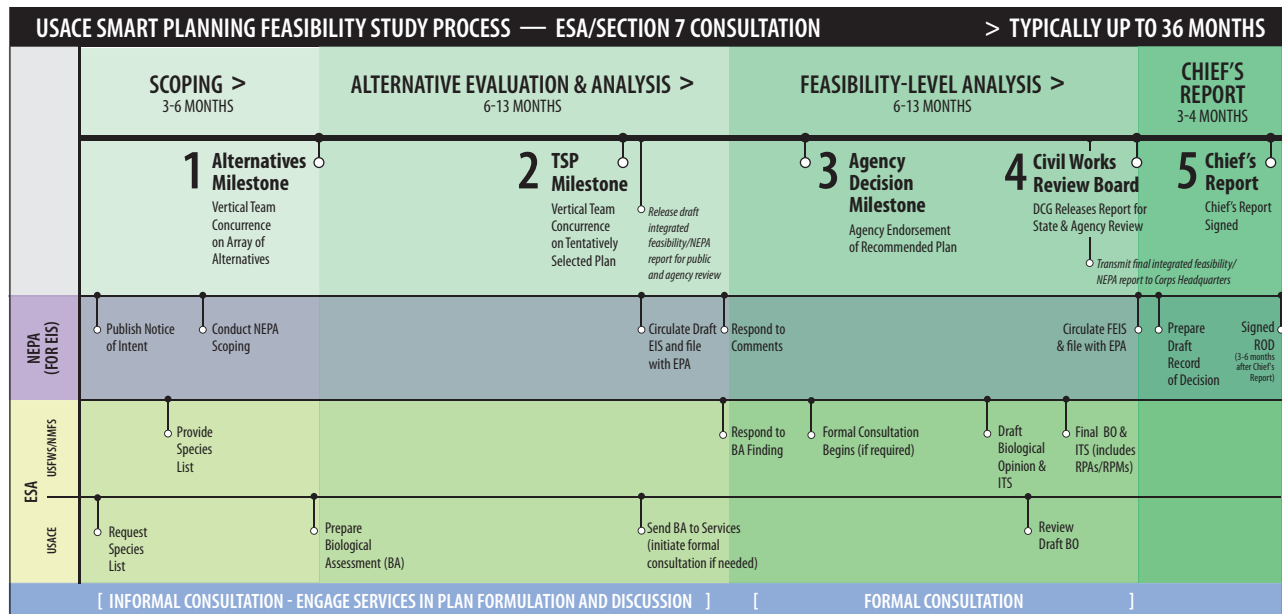 USACE SMART PLANNING FEASIBILITY STUDY PROCESS — ESA/SECTION 7 CONSULTATION > TYPICALLY UP TO 36 MONTHS
SCOPING >
3-6 MONTHS
ALTERNATIVE EVALUATION & ANALYSIS >
6-13 MONTHS
FEASIBILITY-LEVEL ANALYSIS >
6-13 MONTHS
CHIEF'S
REPORT
3-4 MONTHS
1 Alternatives
Milestone
Vertical Team
Concurrence
on Array of
Alternatives
2 TSP
Milestone
Vertical Team
Concurrence
on Tentatively
Selected Plan
Release draft
integrated
feasibility/NEPA
report for public
and agency review
3 Agency
Decision
Milestone
Agency Endorsement
of Recommended Plan
4 Civil Works
Review Board
DCG Releases Report for
State & Agency Review
Transmit final integrated feasibility/
NEPA report to Corps Headquarters
5 Chief's
Report
Chief's Report
Signed
NEPA
(FOR EIS)
Publish Notice
of Intent
Conduct NEPA
Scoping
Circulate Draft
EIS and file
with EPA
Respond to
Comments
Circulate FEIS
& file with EPA
Prepare
Draft
Record
of Decision
Signed
ROD
(3-6 months
after Chief's
Report)
ESA
USFWS/NMFS
Provide
Species
List
Respond to
BA Finding
Formal Consultation
Begins (if required)
Draft
Biological
Opinion &
ITS
Final BO &
ITS (includes
RPAs/RPMs)
USACE
Request
Species
List
Prepare
Biological
Assessment (BA)
Send BA to Services
(initiate formal
consultation if needed)
Review
Draft BO
[ INFORMAL CONSULTATION - ENGAGE SERVICES IN PLAN FORMULATION AND DISCUSSION ] [ FORMAL CONSULTATION ]